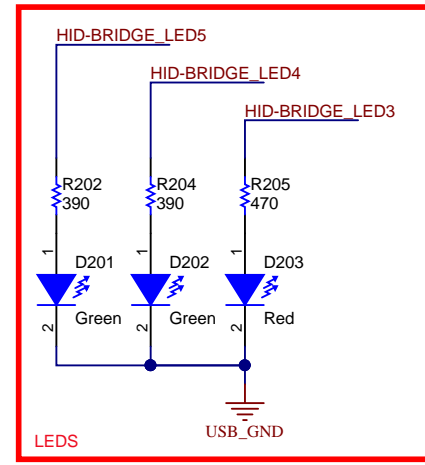 HID-BRIDGE_LED5
HID-BRIDGE_LED4
HID-BRIDGE_LED3
R202
390
R204
390
R205
470
1
D201
2
Green
1
D202
2
Green
1
D203
2
Red
USB_GND
LEDS